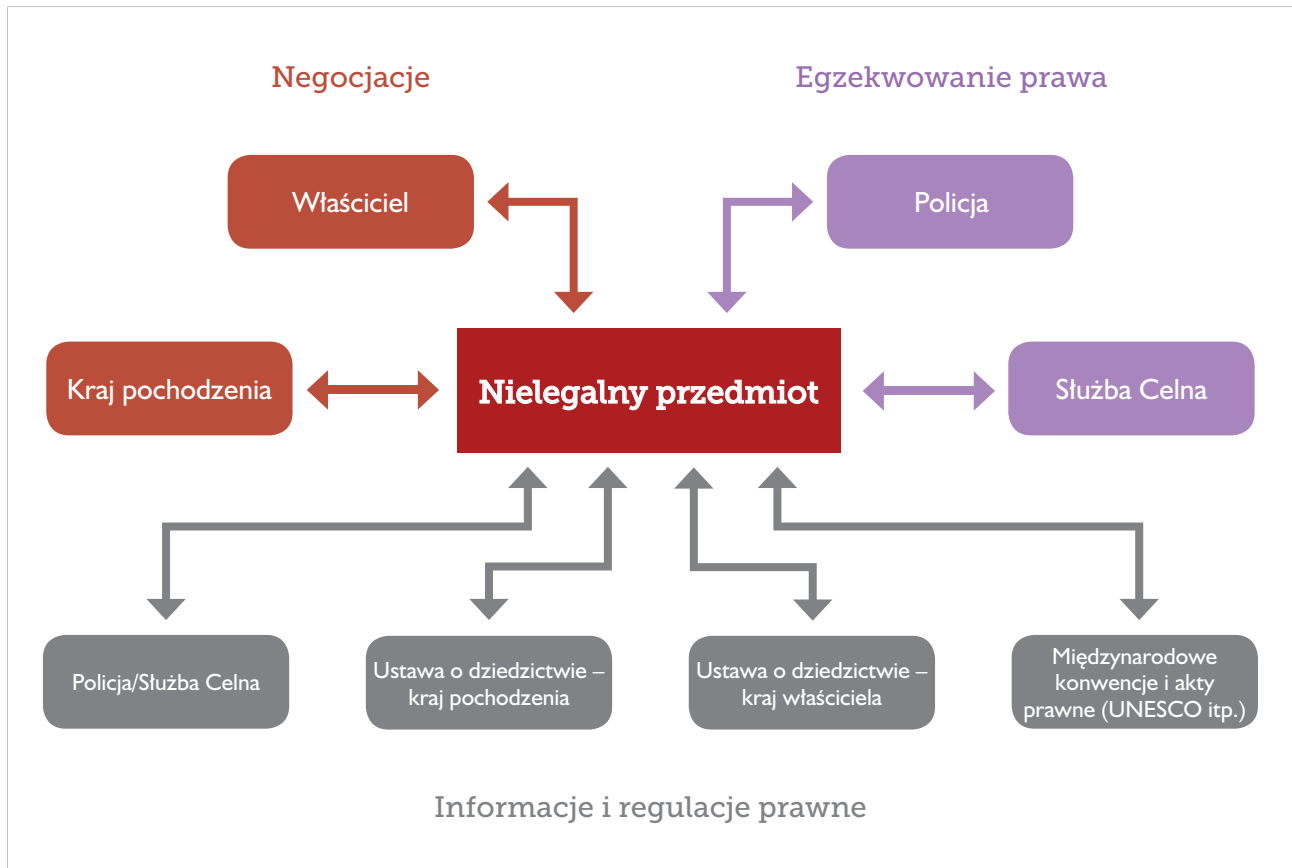 Negocjacje
Egzekwowanie prawa
Właściciel
Policja
Kraj pochodzenia
Nielegalny przedmiot
Służba Celna
Policja/Służba Celna
Ustawa o dziedzictwie –
kraj pochodzenia
Ustawa o dziedzictwie –
kraj właściciela
Międzynarodowe
konwencje i akty
prawne (UNESCO itp.)
Informacje i regulacje prawne